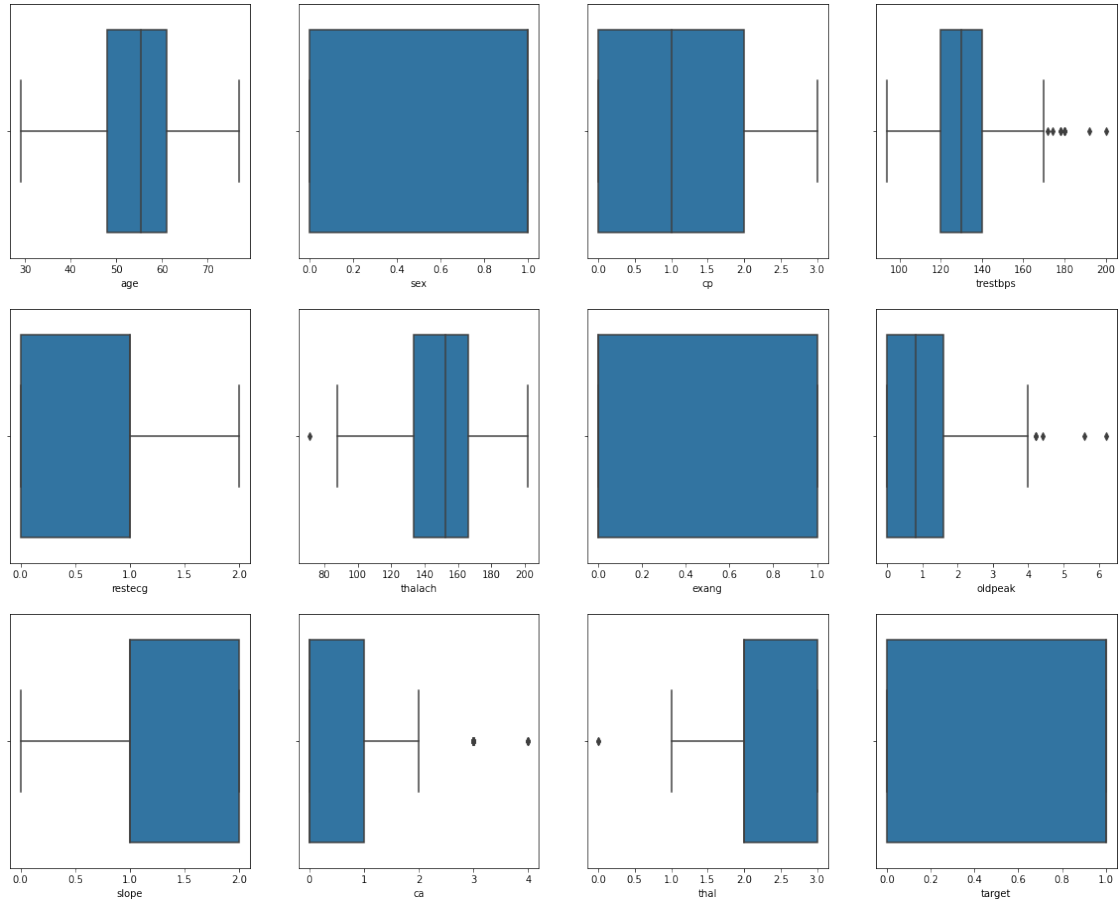 30 40 50 60 70
age
0.0 0.2 0.4 0.6 0.8 1.0
sex
0.0 0.5 1.0 1.5 2.0 2.5 3.0
cp
100 120 140 160 180 200
trestbps
0.0 0.5 1.0 1.5 2.0
restecg
80 100 120 140 160 180 200
thalach
0.0 0.2 0.4 0.6 0.8 1.0
exang
0 1 2 3 4 5 6
oldpeak
0.0 0.5 1.0 1.5 2.0
slope
0 1 2 3 4
ca
0.0 0.5 1.0 1.5 2.0 2.5 3.0
thal
0.0 0.2 0.4 0.6 0.8 1.0
target